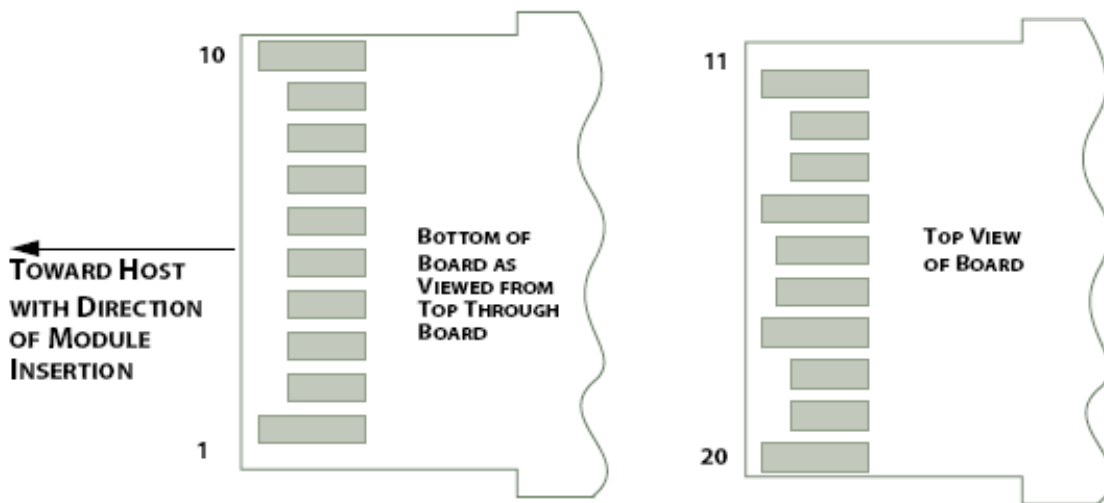 10
1
TOWARD HOST
WITH DIRECTION
OF MODULE
INSERTION
BOTTOM OF
BOARD AS
VIEWED FROM
TOP THROUGH
BOARD
11
20
TOP VIEW
OF BOARD